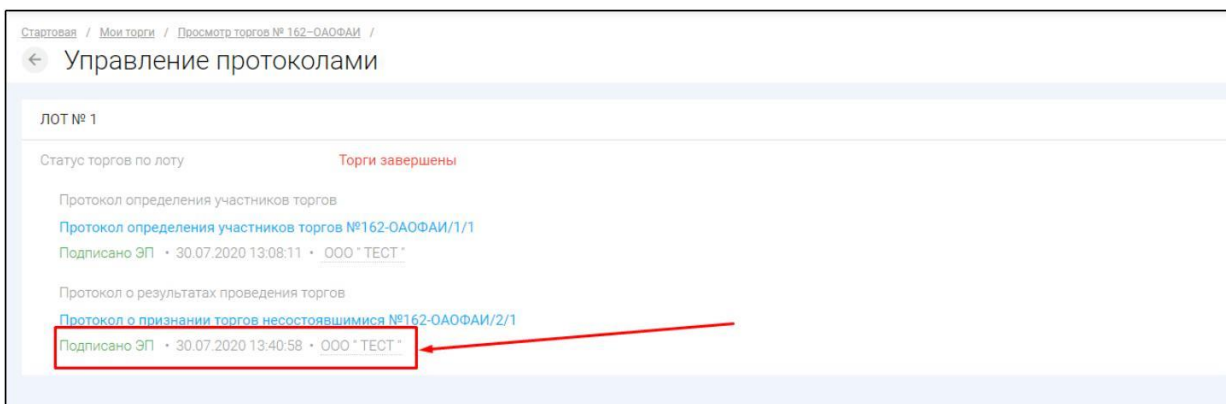 Стартовая / Мои торги / Просмотр торгов № 162-ОАОФАИ /
Управление протоколами
ЛОТ № 1
Статус торгов по лоту Торги завершены
Протокол определения участников торгов
Протокол определения участников торгов №162-ОАОФАИ/1/1
Подписано ЭП • 30.07.2020 13:08:11 • ООО " ТЕСТ "
Протокол о результатах проведения торгов
Протокол о признании торгов несостоявшимися №162-ОАОФАИ/2/1
Подписано ЭП • 30.07.2020 13:40:58 • ООО " ТЕСТ "